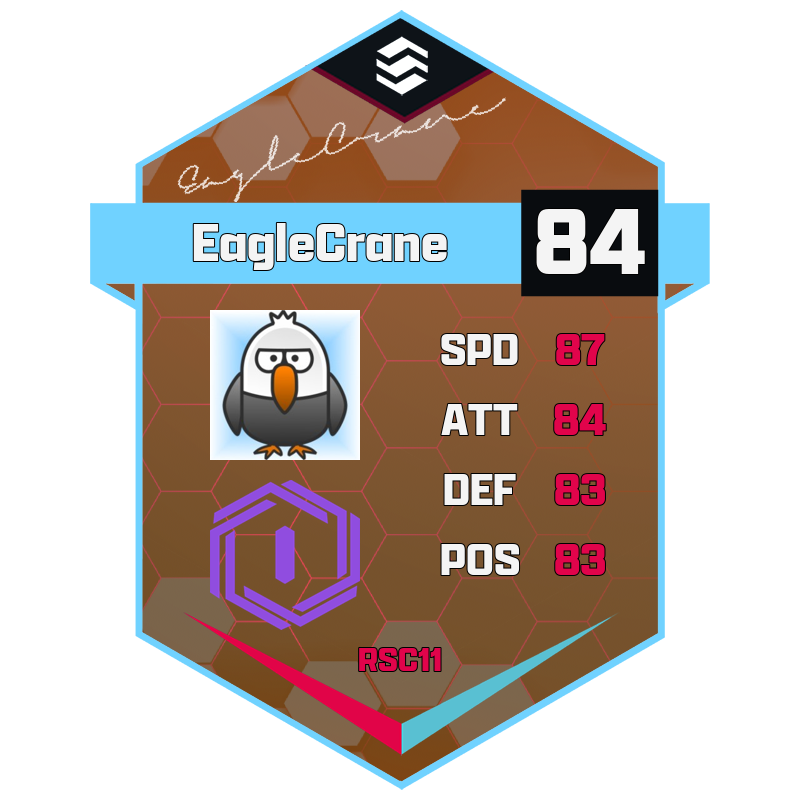 EagleCrane
EagleCrane 84
SPD 87
ATT 84
DEF 83
POS 83
RSC11